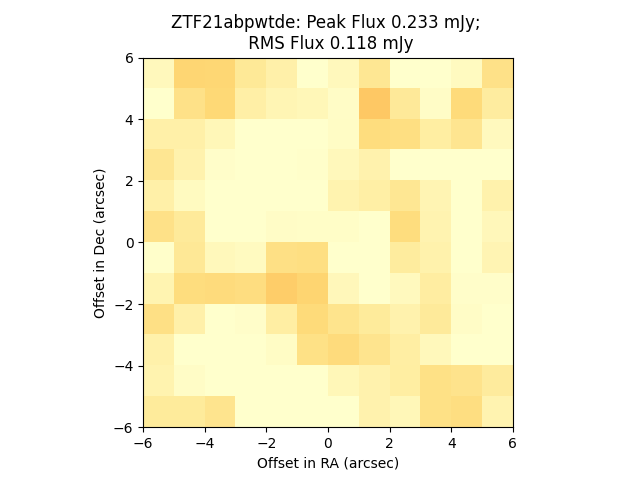 ZTF21abpwtde: Peak Flux 0.233 mJy;
RMS Flux 0.118 mJy
6
4
2
0
−2
−4
−6
Offset in Dec (arcsec)
−6 −4 −2 0 2 4 6
Offset in RA (arcsec)